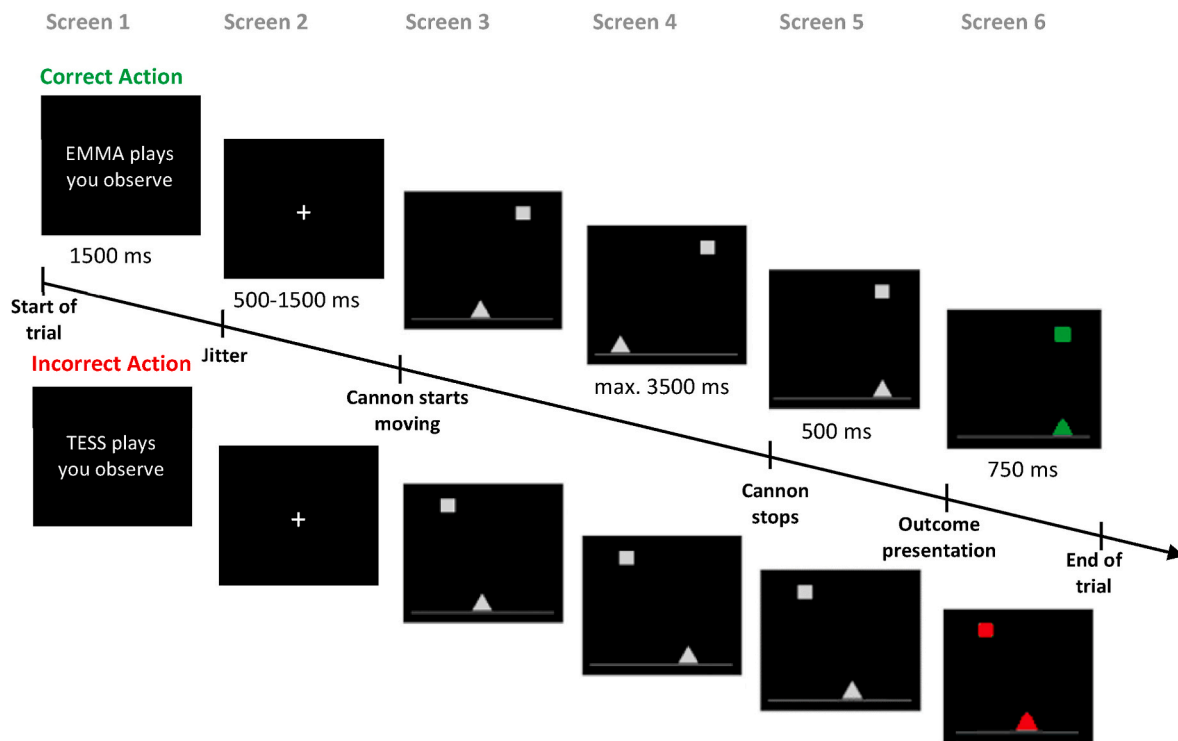 Screen 1
Screen 2
Screen 3
Screen 4
Screen 5
Screen 6
Correct Action
EMMA plays
you observe
1500 ms
500-1500 ms
max. 3500 ms
500 ms
750 ms
Start of
trial
Jitter
Cannon starts
moving
Cannon
stops
Outcome
presentation
End of
trial
Incorrect Action
TESS plays
you observe